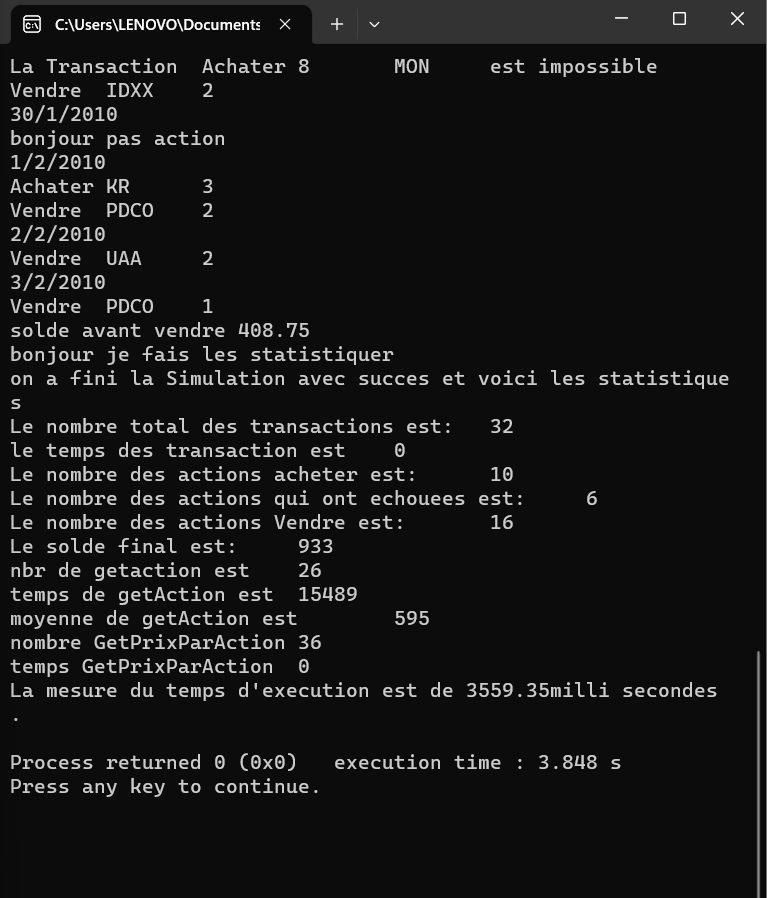 C:\Users\LENOVO\Documents
La Transaction  Achater 8       MON     est impossible
Vendre  IDXX    2
30/1/2010
bonjour pas action
1/2/2010
Achater KR      3
Vendre  PDCO    2
2/2/2010
Vendre  UAA     2
3/2/2010
Vendre  PDCO    1
solde avant vendre 408.75
bonjour je fais les statistiquer
on a fini la Simulation avec succes et voici les statistique
s
Le nombre total des transactions est:   32
le temps des transaction est    0
Le nombre des actions acheter est:      10
Le nombre des actions qui ont echouees est:     6
Le nombre des actions Vendre est:       16
Le solde final est:     933
nbr de getaction est    26
temps de getAction est  15489
moyenne de getAction est        595
nombre GetPrixParAction 36
temps GetPrixParAction  0
La mesure du temps d'execution est de 3559.35milli secondes
.
Process returned 0 (0x0)   execution time : 3.848 s
Press any key to continue.